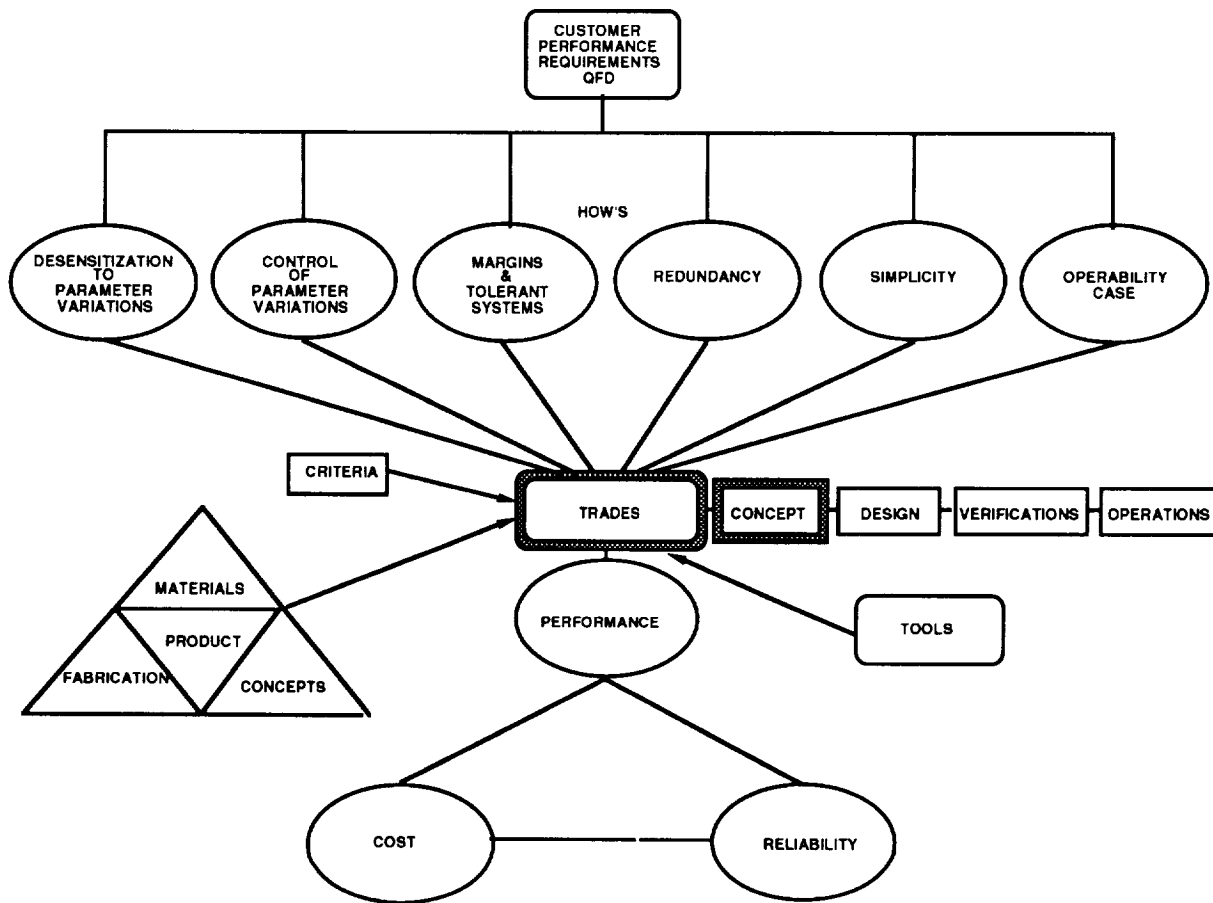 CUSTOMER
PERFORMANCE
REQUIREMENTS
QFD
HOW'S
DESENSITIZATION
TO
PARAMETER
VARIATIONS
CONTROL
OF
PARAMETER
VARIATIONS
MARGINS
&
TOLERANT
SYSTEMS
REDUNDANCY
SIMPLICITY
OPERABILITY
CASE
CRITERIA
TRADES
CONCEPT
DESIGN
VERIFICATIONS
OPERATIONS
MATERIALS
PRODUCT
FABRICATION
CONCEPTS
PERFORMANCE
TOOLS
COST
RELIABILITY